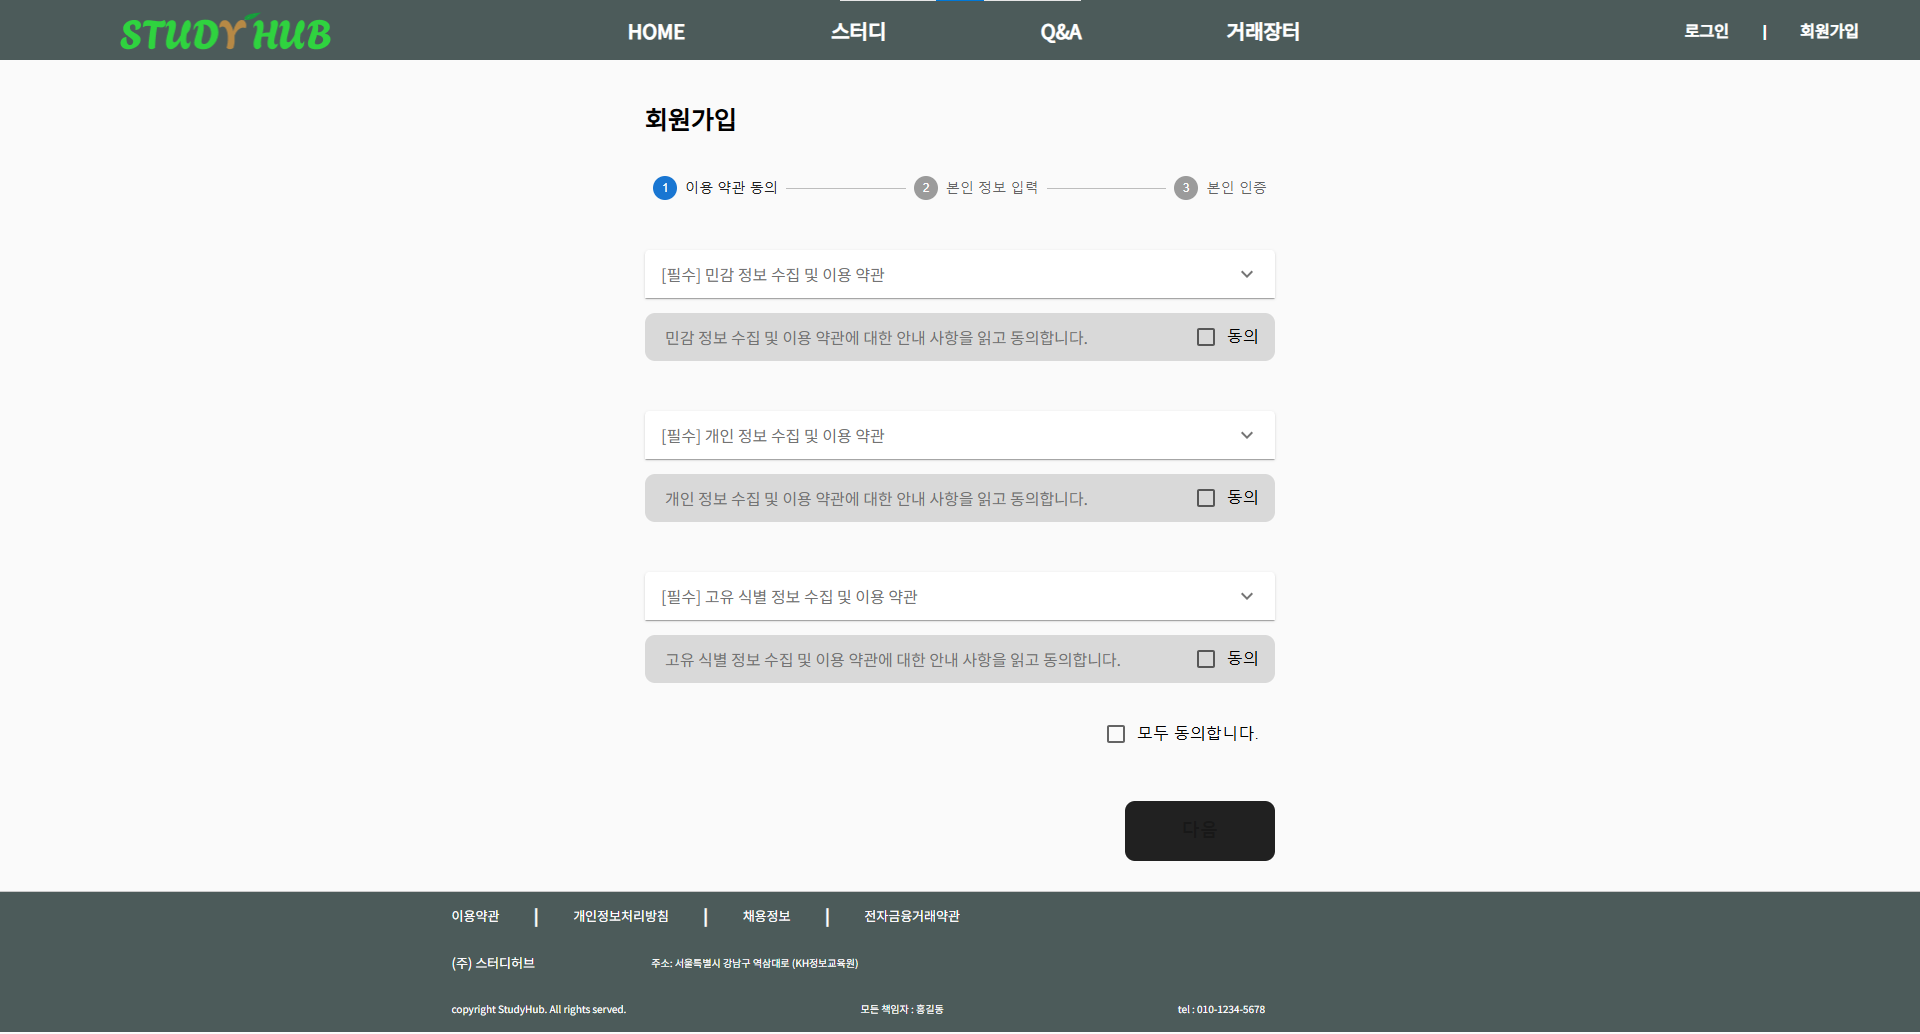 STUDYHUB HOME 스터디 Q&A 거래장터 로그인 | 회원가입
회원가입
1 이용 약관 동의 2 본인 정보 입력 3 본인 인증
[필수] 민감 정보 수집 및 이용 약관
민감 정보 수집 및 이용 약관에 대한 안내 사항을 읽고 동의합니다. 동의
[필수] 개인 정보 수집 및 이용 약관
개인 정보 수집 및 이용 약관에 대한 안내 사항을 읽고 동의합니다. 동의
[필수] 고유 식별 정보 수집 및 이용 약관
고유 식별 정보 수집 및 이용 약관에 대한 안내 사항을 읽고 동의합니다. 동의
모두 동의합니다.
다음
이용약관 | 개인정보처리방침 | 채용정보 | 전자금융거래약관
(주) 스터디허브 주소: 서울특별시 강남구 역삼대로 (KH정보교육원)
copyright StudyHub. All rights served. 모든 책임자 : 홍길동 tel : 010-1234-5678